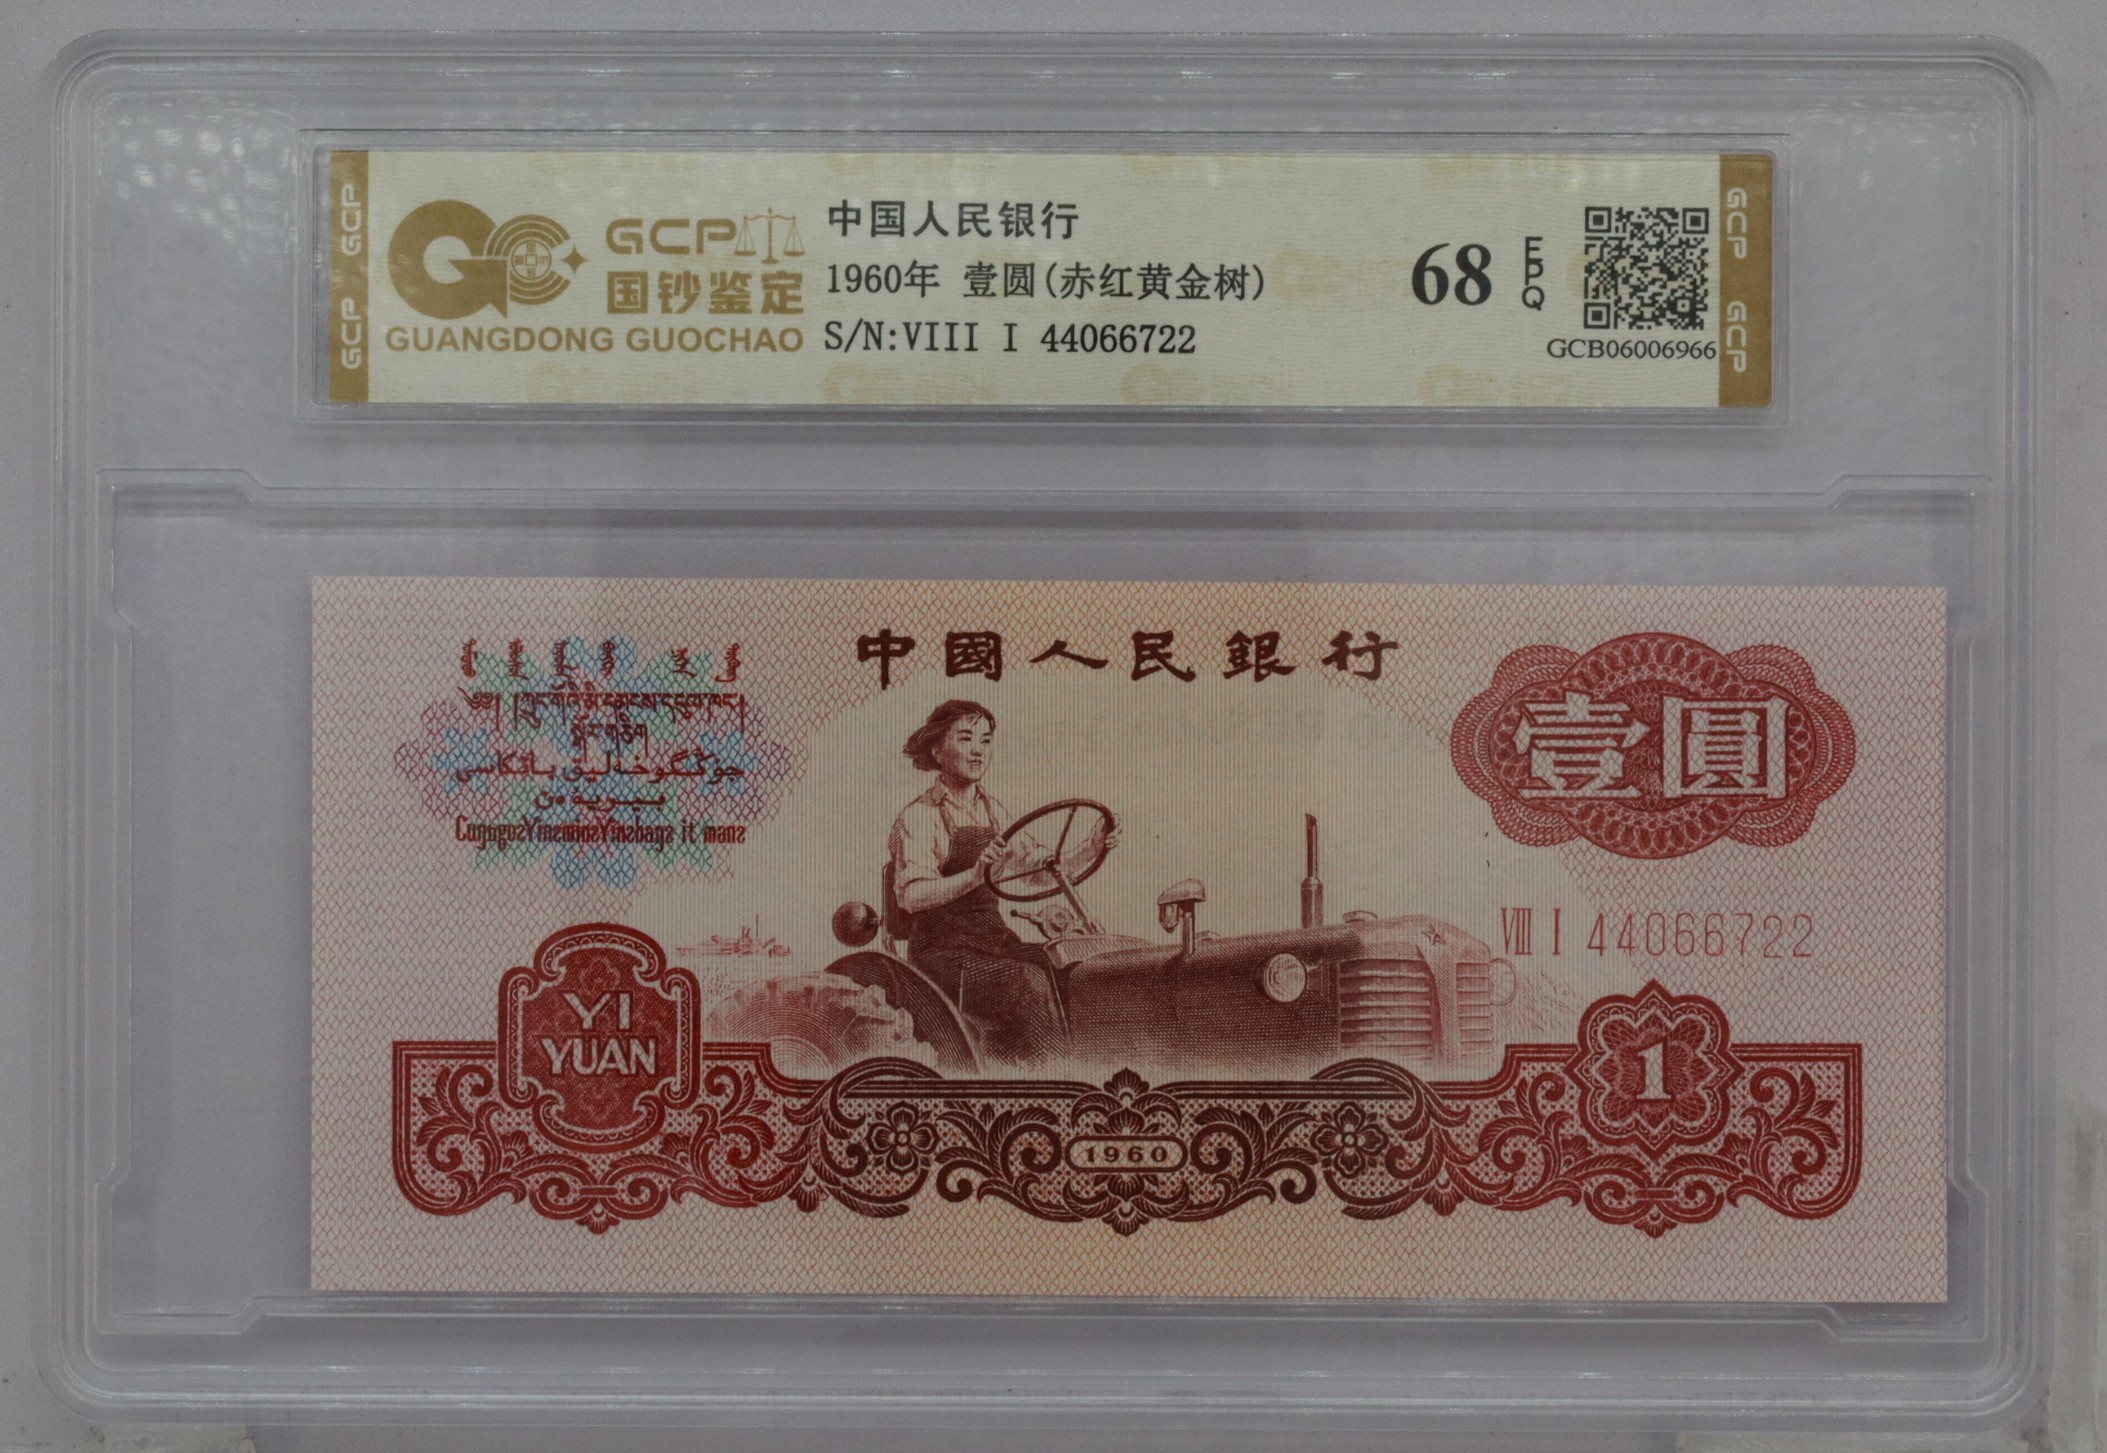 GCP
GCP
GCP
国钞鉴定
GUANGDONG GUOCHAO
中国人民银行
1960年 壹圆(赤红黄金树)
S/N:VIII I 44066722
68 EPQ
GCB06006966
GCP
GCP
中國人民銀行
壹圓
VIII I 44066722
YI
YUAN
1960
1